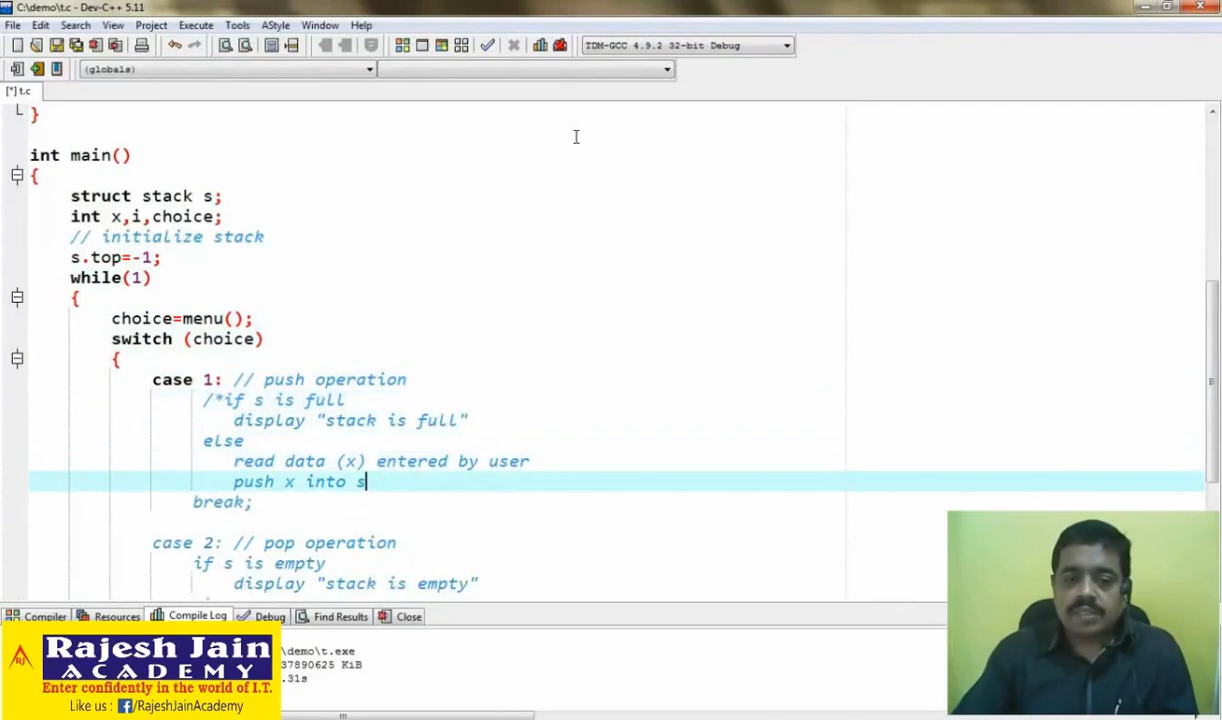 C:\demo\t.c - Dev-C++ 5.11
File Edit Search View Project Execute Tools AStyle Window Help
TDM-GCC 4.9.2 32-bit Debug
(globals)
[*] t.c
}
int main()
{
struct stack s;
int x,i,choice;
// initialize stack
s.top=-1;
while(1)
{
choice=menu();
switch (choice)
{
case 1: // push operation
/*if s is full
display "stack is full"
else
read data (x) entered by user
push x into s
break;
case 2: // pop operation
if s is empty
display "stack is empty"
Compiler Resources Compile Log Debug Find Results Close
:\demo\t.exe
37890625 KiB
.31s
Rajesh Jain
ACADEMY
Enter confidently in the world of I.T.
Like us : f/RajeshJainAcademy
RJ